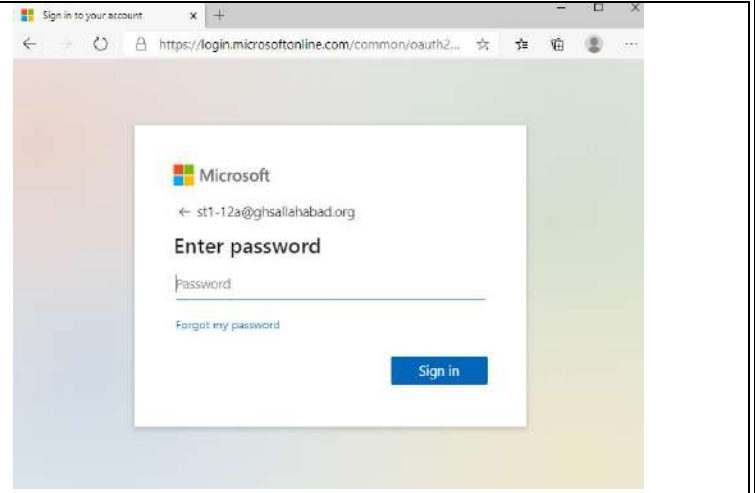 Sign in to your account
https://login.microsoftonline.com/common/oauth2...
Microsoft
← st1-12a@ghsallahabad.org
Enter password
Password
Forgot my password
Sign in